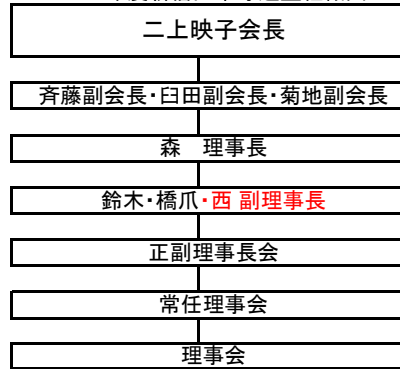 二上映子会長
斉藤副会長・臼田副会長・菊地副会長
森　理事長
鈴木・橋爪・西 副理事長
正副理事長会
常任理事会
理事会